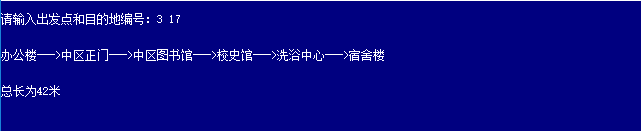 请输入出发点和目的地编号：3 17
办公楼--->中区正门--->中区图书馆--->校史馆--->洗浴中心--->宿舍楼
总长为42米